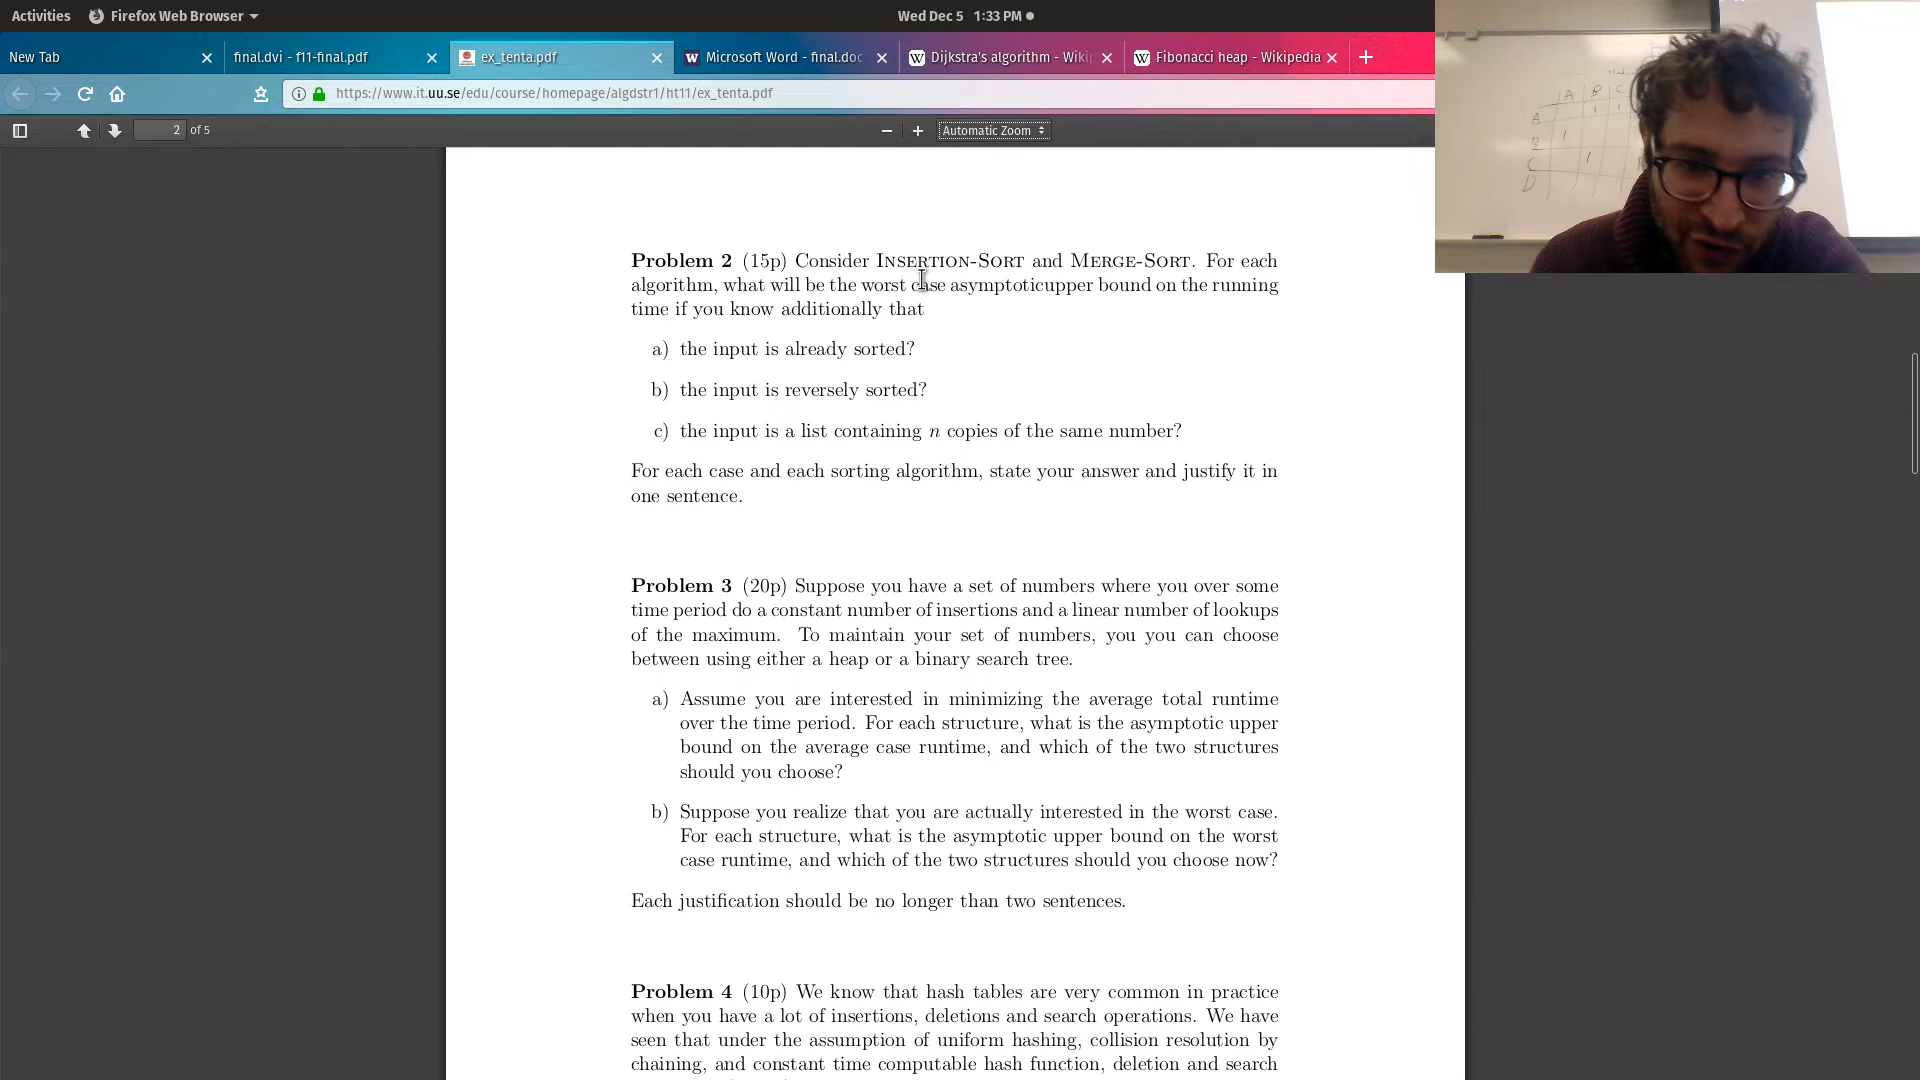 Activities Firefox Web Browser Wed Dec 5 1:33 PM
New Tab final.dvi - f11-final.pdf ex_tenta.pdf Microsoft Word - final.doc Dijkstra's algorithm - Wiki Fibonacci heap - Wikipedia
https://www.it.uu.se/edu/course/homepage/algdstr1/ht11/ex_tenta.pdf
2 of 5 Automatic Zoom
A B C
A 1
B 1
C 1
D
Problem 2 (15p) Consider INSERTION-SORT and MERGE-SORT. For each
algorithm, what will be the worst case asymptoticupper bound on the running
time if you know additionally that
a) the input is already sorted?
b) the input is reversely sorted?
c) the input is a list containing n copies of the same number?
For each case and each sorting algorithm, state your answer and justify it in
one sentence.
Problem 3 (20p) Suppose you have a set of numbers where you over some
time period do a constant number of insertions and a linear number of lookups
of the maximum. To maintain your set of numbers, you you can choose
between using either a heap or a binary search tree.
a) Assume you are interested in minimizing the average total runtime
over the time period. For each structure, what is the asymptotic upper
bound on the average case runtime, and which of the two structures
should you choose?
b) Suppose you realize that you are actually interested in the worst case.
For each structure, what is the asymptotic upper bound on the worst
case runtime, and which of the two structures should you choose now?
Each justification should be no longer than two sentences.
Problem 4 (10p) We know that hash tables are very common in practice
when you have a lot of insertions, deletions and search operations. We have
seen that under the assumption of uniform hashing, collision resolution by
chaining, and constant time computable hash function, deletion and search